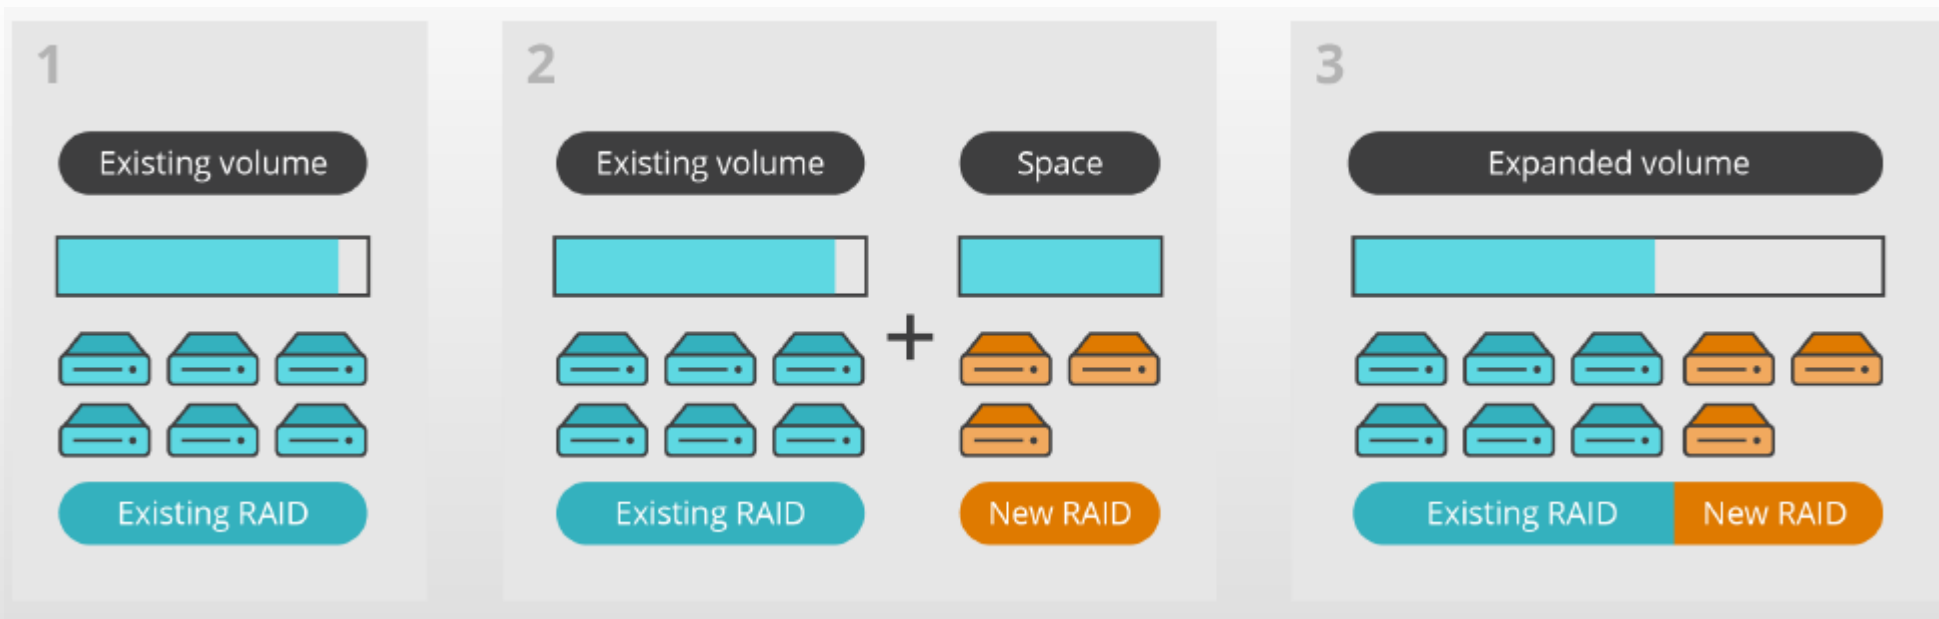 1
Existing volume
Existing RAID
2
Existing volume
Space
+
Existing RAID
New RAID
3
Expanded volume
Existing RAID
New RAID